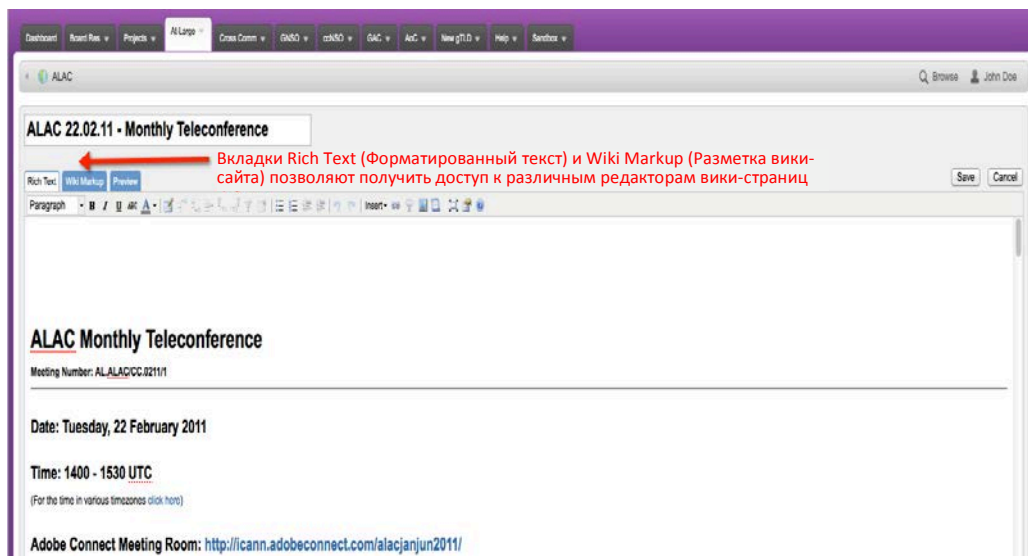 Dashboard Board Res. Projects At-Large Cross Comm GNSO ccNSO GAC AoC New gTLD Help Sandbox
ALAC Browse John Doe
ALAC 22.02.11 - Monthly Teleconference
Вкладки Rich Text (Форматированный текст) и Wiki Markup (Разметка вики-
сайта) позволяют получить доступ к различным редакторам вики-страниц
Rich Text Wiki Markup Preview Save Cancel
Paragraph B I U ABC A Insert
ALAC Monthly Teleconference
Meeting Number: AL.ALAC/CC.0211/1
Date: Tuesday, 22 February 2011
Time: 1400 - 1530 UTC
(For the time in various timezones click here)
Adobe Connect Meeting Room: http://icann.adobeconnect.com/alacjanjun2011/